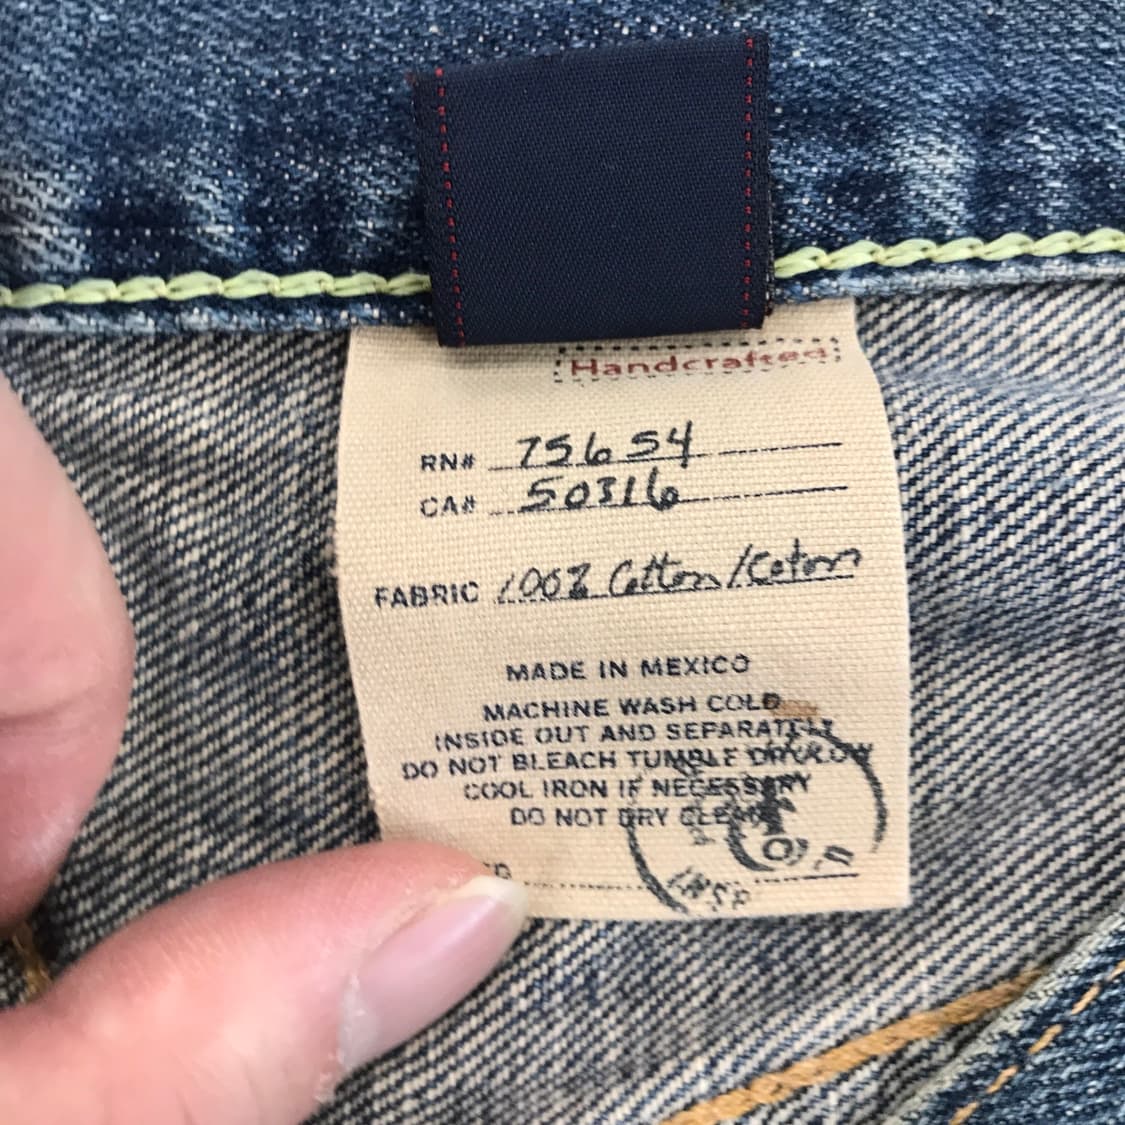 Handcrafted
RN# 75654
CA# 50316
FABRIC 100% Cotton/Coton
MADE IN MEXICO
MACHINE WASH COLD
INSIDE OUT AND SEPARATELY
DO NOT BLEACH TUMBLE DRY LOW
COOL IRON IF NECESSARY
DO NOT DRY CLEAN
INSP